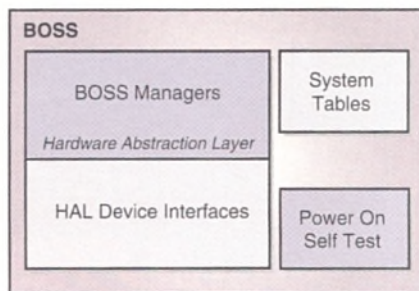 BOSS
BOSS Managers
Hardware Abstraction Layer
HAL Device Interfaces
System
Tables
Power On
Self Test